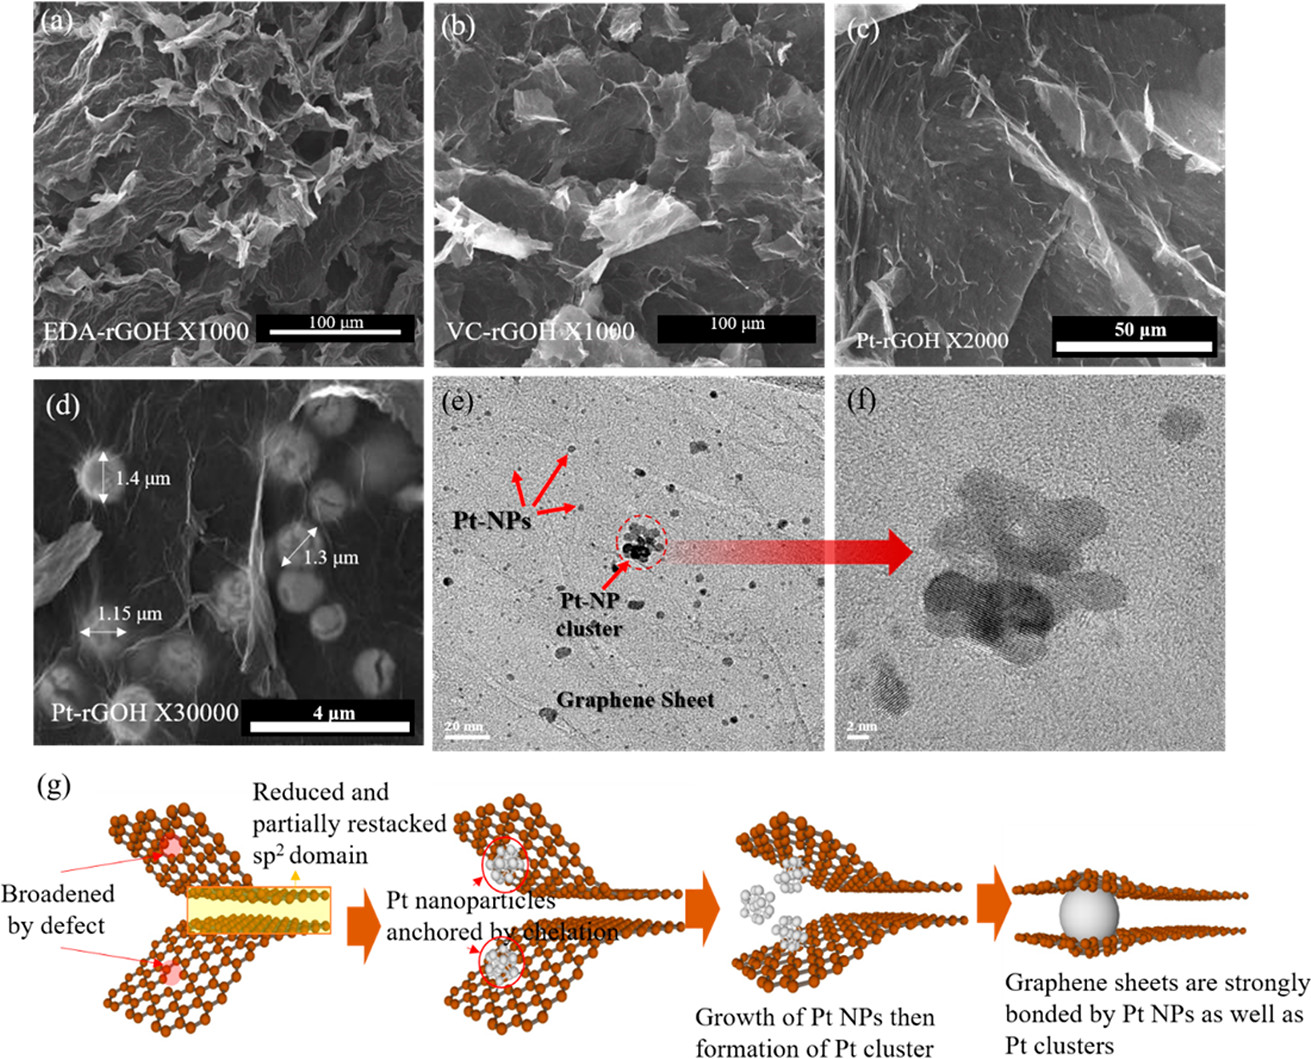 (a)
EDA-rGOH X1000
100 μm
(b)
VC-rGOH X1000
100 μm
(c)
Pt-rGOH X2000
50 μm
(d)
1.4 μm
1.3 μm
1.15 μm
Pt-rGOH X30000
4 μm
(e)
Pt-NPs
Pt-NP
cluster
Graphene Sheet
20 nm
(f)
2 nm
(g)
Broadened
by defect
Reduced and
partially restacked
sp² domain
Pt nanoparticles
anchored by chelation
Growth of Pt NPs then
formation of Pt cluster
Graphene sheets are strongly
bonded by Pt NPs as well as
Pt clusters